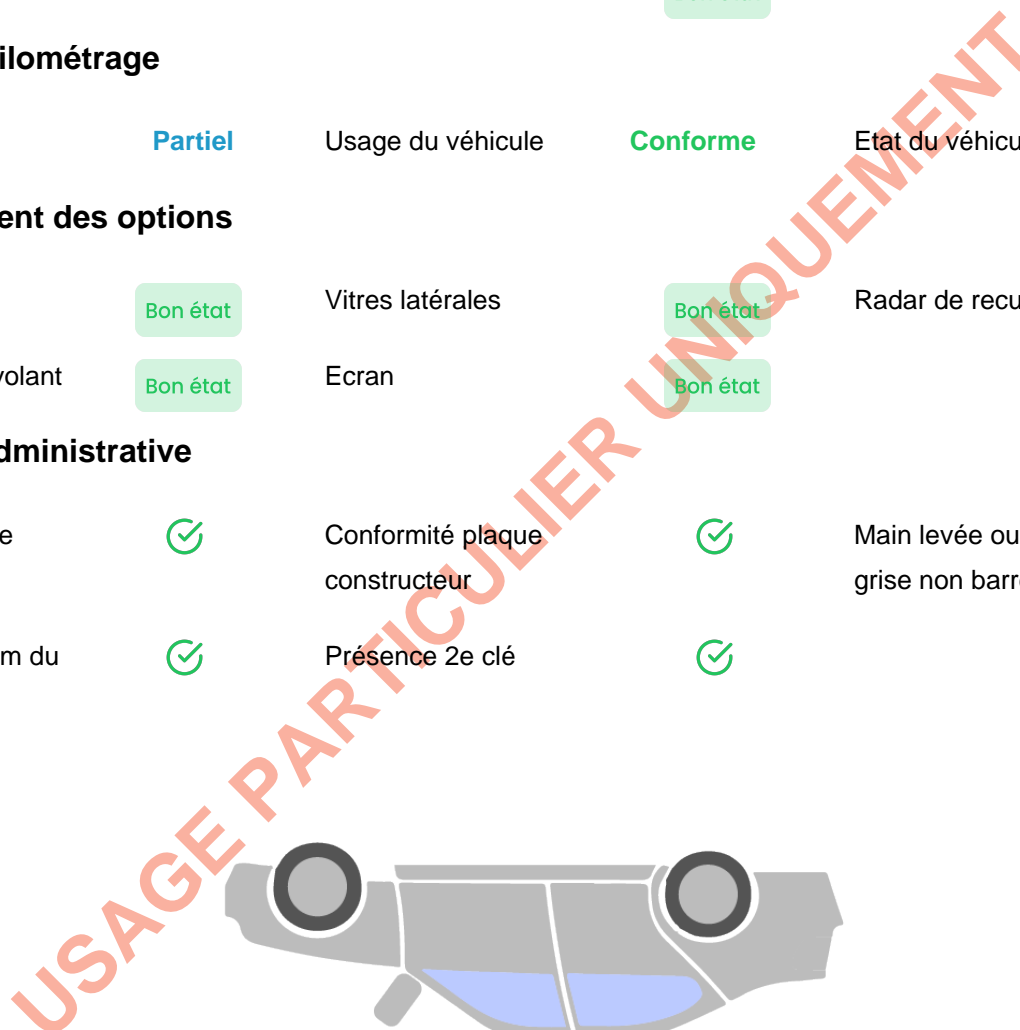 ilométrage
Partiel Usage du véhicule Conforme Etat du véhicu
ent des options
Bon état Vitres latérales Bon état Radar de recu
volant Bon état Ecran Bon état
dministrative
e Conformité plaque Main levée ou
constructeur grise non barr
m du Présence 2e clé
USAGE PARTICULIER UNIQUEMENT